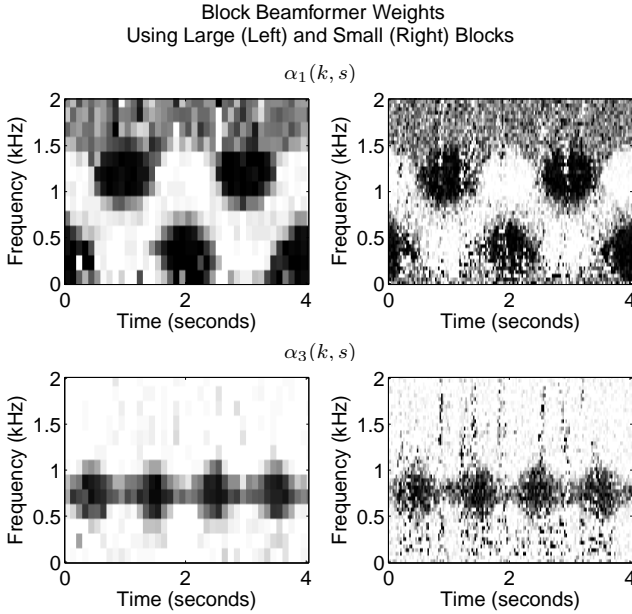 Block Beamformer Weights
Using Large (Left) and Small (Right) Blocks
α₁(k, s)
2
1.5
1
0.5
0
Frequency (kHz)
0 2 4
Time (seconds)
2
1.5
1
0.5
0
Frequency (kHz)
0 2 4
Time (seconds)
α₃(k, s)
2
1.5
1
0.5
0
Frequency (kHz)
0 2 4
Time (seconds)
2
1.5
1
0.5
0
Frequency (kHz)
0 2 4
Time (seconds)